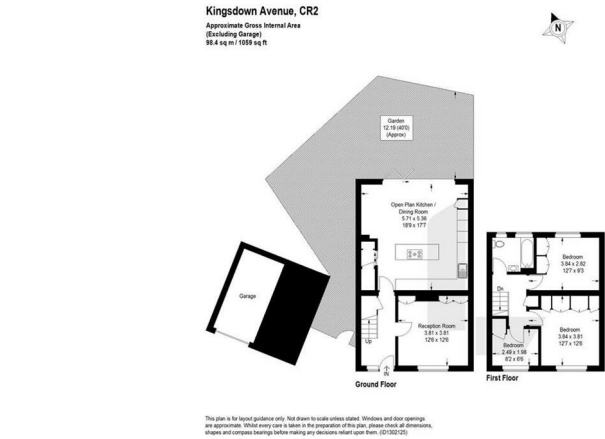 Kingsdown Avenue, CR2
Approximate Gross Internal Area
(Excluding Garage)
98.4 sq m / 1059 sq ft
N
Garden
12.19 (40'0)
(Approx)
Open Plan Kitchen /
Dining Room
5.71 x 5.36
18'9 x 17'7
Garage
Up
Reception Room
3.81 x 3.81
12'6 x 12'6
IN
Ground Floor
Bedroom
3.84 x 2.82
12'7 x 9'3
Dn
Bedroom
3.84 x 3.81
12'7 x 12'6
Bedroom
2.49 x 1.98
8'2 x 6'6
First Floor
This plan is for layout guidance only. Not drawn to scale unless stated. Windows and door openings
are approximate. Whilst every care is taken in the preparation of this plan, please check all dimensions,
shapes and compass bearings before making any decisions reliant upon them. (ID1302125)